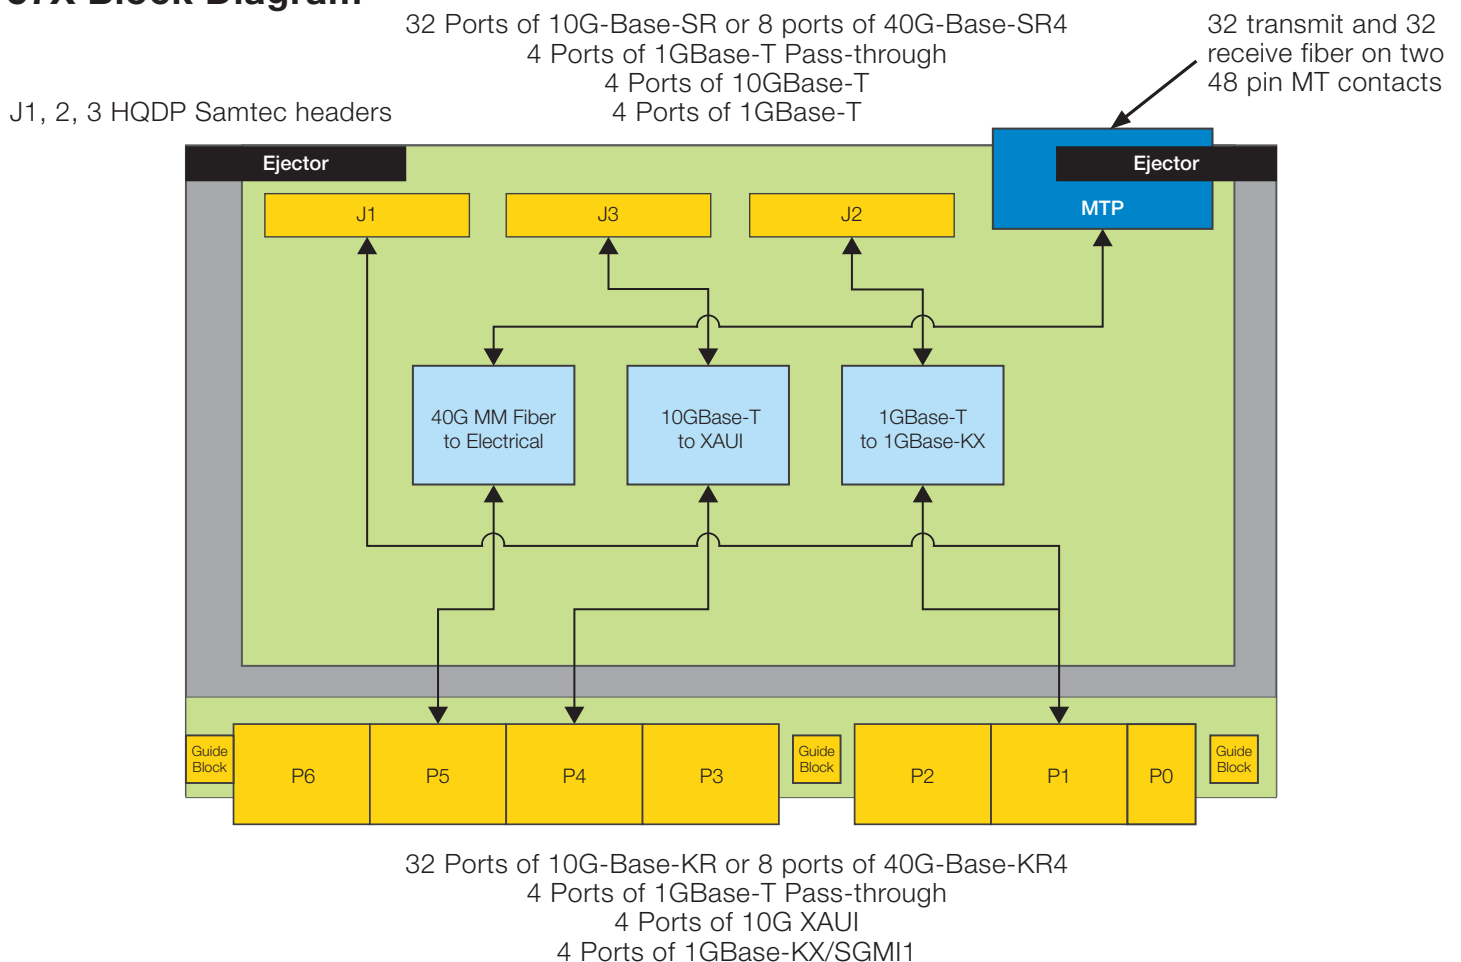 Block Diagram
32 Ports of 10G-Base-SR or 8 ports of 40G-Base-SR4
4 Ports of 1GBase-T Pass-through
4 Ports of 10GBase-T
4 Ports of 1GBase-T
32 transmit and 32
receive fiber on two
48 pin MT contacts
J1, 2, 3 HQDP Samtec headers
Ejector
Ejector
J1
J3
J2
MTP
40G MM Fiber
to Electrical
10GBase-T
to XAUI
1GBase-T
to 1GBase-KX
Guide
Block
P6
P5
P4
P3
Guide
Block
P2
P1
P0
Guide
Block
32 Ports of 10G-Base-KR or 8 ports of 40G-Base-KR4
4 Ports of 1GBase-T Pass-through
4 Ports of 10G XAUI
4 Ports of 1GBase-KX/SGMI1